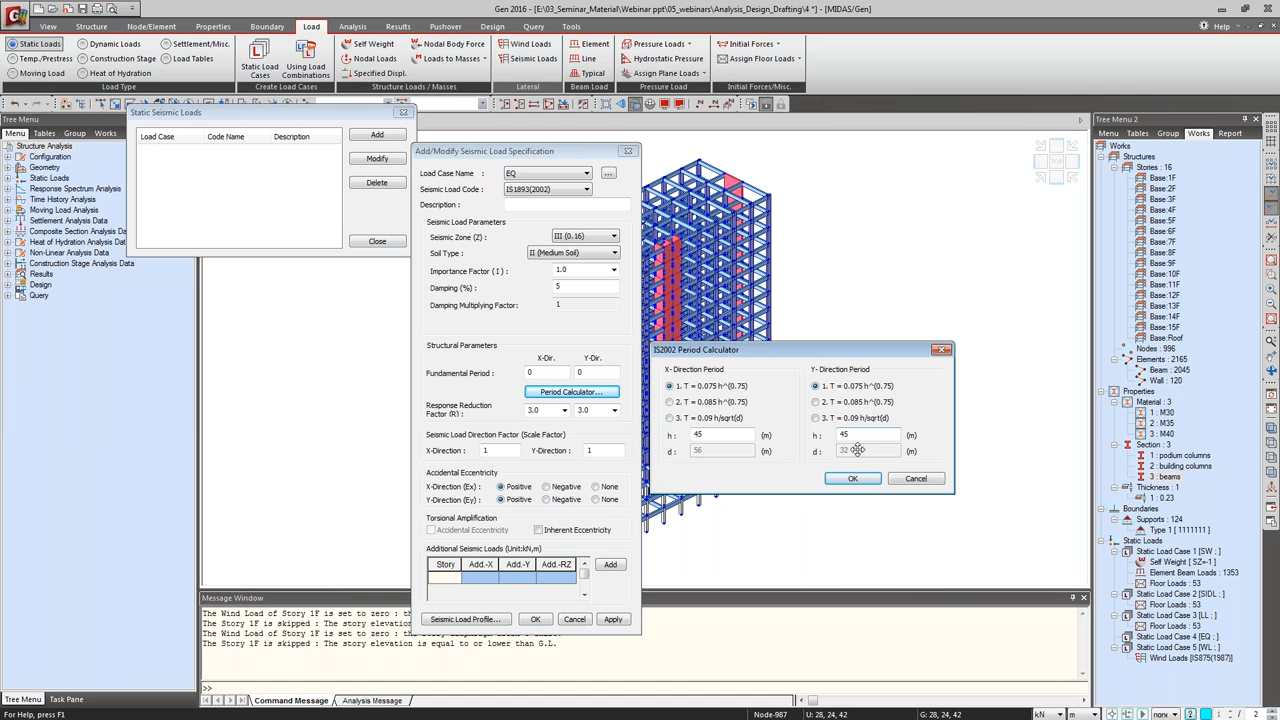 Gen 2016 - [E:\03_Seminar_Material\Webinar ppt\05_webinars\Analysis_Design_Drafting\4 *] - [MIDAS/Gen]
View Structure Node/Element Properties Boundary Load Analysis Results Pushover Design Query Tools Help
Static Loads Dynamic Loads Settlement/Misc.
Temp./Prestress Construction Stage Load Tables
Moving Load Heat of Hydration
Load Type
Static Load Cases Using Load Combinations
Create Load Cases
Self Weight Nodal Body Force
Nodal Loads Loads to Masses
Specified Displ.
Structure Loads / Masses
Wind Loads
Seismic Loads
Lateral
Element
Line
Typical
Beam Load
Pressure Loads
Hydrostatic Pressure
Assign Plane Loads
Pressure Load
Initial Forces
Assign Floor Loads
Initial Forces/Misc.
Tree Menu
Menu Tables Group Works
Structure Analysis
Configuration
Geometry
Static Loads
Response Spectrum Analysis
Time History Analysis
Moving Load Analysis
Settlement Analysis Data
Composite Section Analysis
Heat of Hydration Analysis
Non-Linear Analysis Data
Construction Stage Analysis Data
Results
Design
Query
Static Seismic Loads
Load Case Code Name Description
Add
Modify
Delete
Close
Add/Modify Seismic Load Specification
Load Case Name : EQ ...
Seismic Load Code : IS1893(2002)
Description :
Seismic Load Parameters
Seismic Zone (Z) : III (0.16)
Soil Type : II (Medium Soil)
Importance Factor ( I ) : 1.0
Damping (%) : 5
Damping Multiplying Factor: 1
Structural Parameters
X-Dir. Y-Dir.
Fundamental Period : 0 0
Period Calculator...
Response Reduction Factor (R) : 3.0 3.0
Seismic Load Direction Factor (Scale Factor)
X-Direction : 1 Y-Direction : 1
Accidental Eccentricity
X-Direction (Ex) : Positive Negative None
Y-Direction (Ey) : Positive Negative None
Torsional Amplification
Accidental Eccentricity Inherent Eccentricity
Additional Seismic Loads (Unit:kN,m)
Story Add.-X Add.-Y Add.-RZ Add
Seismic Load Profile... OK Cancel Apply
IS2002 Period Calculator
X- Direction Period
1. T = 0.075 h^(0.75)
2. T = 0.085 h^(0.75)
3. T = 0.09 h/sqrt(d)
h : 45 (m)
d : 56 (m)
Y- Direction Period
1. T = 0.075 h^(0.75)
2. T = 0.085 h^(0.75)
3. T = 0.09 h/sqrt(d)
h : 45 (m)
d : 32 (m)
OK Cancel
TOP
Tree Menu 2
Menu Tables Group Works Report
Works
Structures
Stories : 16
Base:1F
Base:2F
Base:3F
Base:4F
Base:5F
Base:6F
Base:7F
Base:8F
Base:9F
Base:10F
Base:11F
Base:12F
Base:13F
Base:14F
Base:15F
Base:Roof
Nodes : 996
Elements : 2165
Beam : 2045
Wall : 120
Properties
Material : 3
1 : M30
2 : M35
3 : M40
Section : 3
1 : podium columns
2 : building columns
3 : beams
Thickness : 1
1 : 0.23
Boundaries
Supports : 124
Type 1 [ 1111111 ]
Static Loads
Static Load Case 1 [SW ; ]
Self Weight [ SZ=-1 ]
Element Beam Loads : 1353
Floor Loads : 53
Static Load Case 2 [SIDL ; ]
Floor Loads : 53
Static Load Case 3 [LL ; ]
Floor Loads : 53
Static Load Case 4 [EQ ; ]
Static Load Case 5 [WL ; ]
Wind Loads [IS875(1987)]
Message Window
The Wind Load of Story 1F is set to zero : the
The Story 1F is skipped : The story elevation
The Wind Load of Story 1F is set to zero : the
The Story 1F is skipped : The story elevation is equal to or lower than G.L.
>>
Tree Menu Task Pane
Command Message Analysis Message
For Help, press F1
Node-987 U: 28, 24, 42 G: 28, 24, 42 kN m none 1 / 2